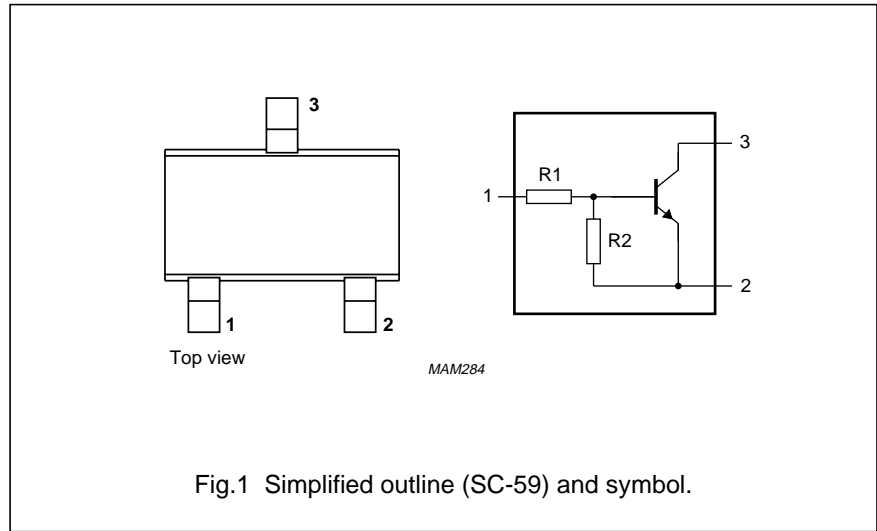 3
1
2
Top view
R1
R2
1
3
2
MAM284
Fig.1 Simplified outline (SC-59) and symbol.